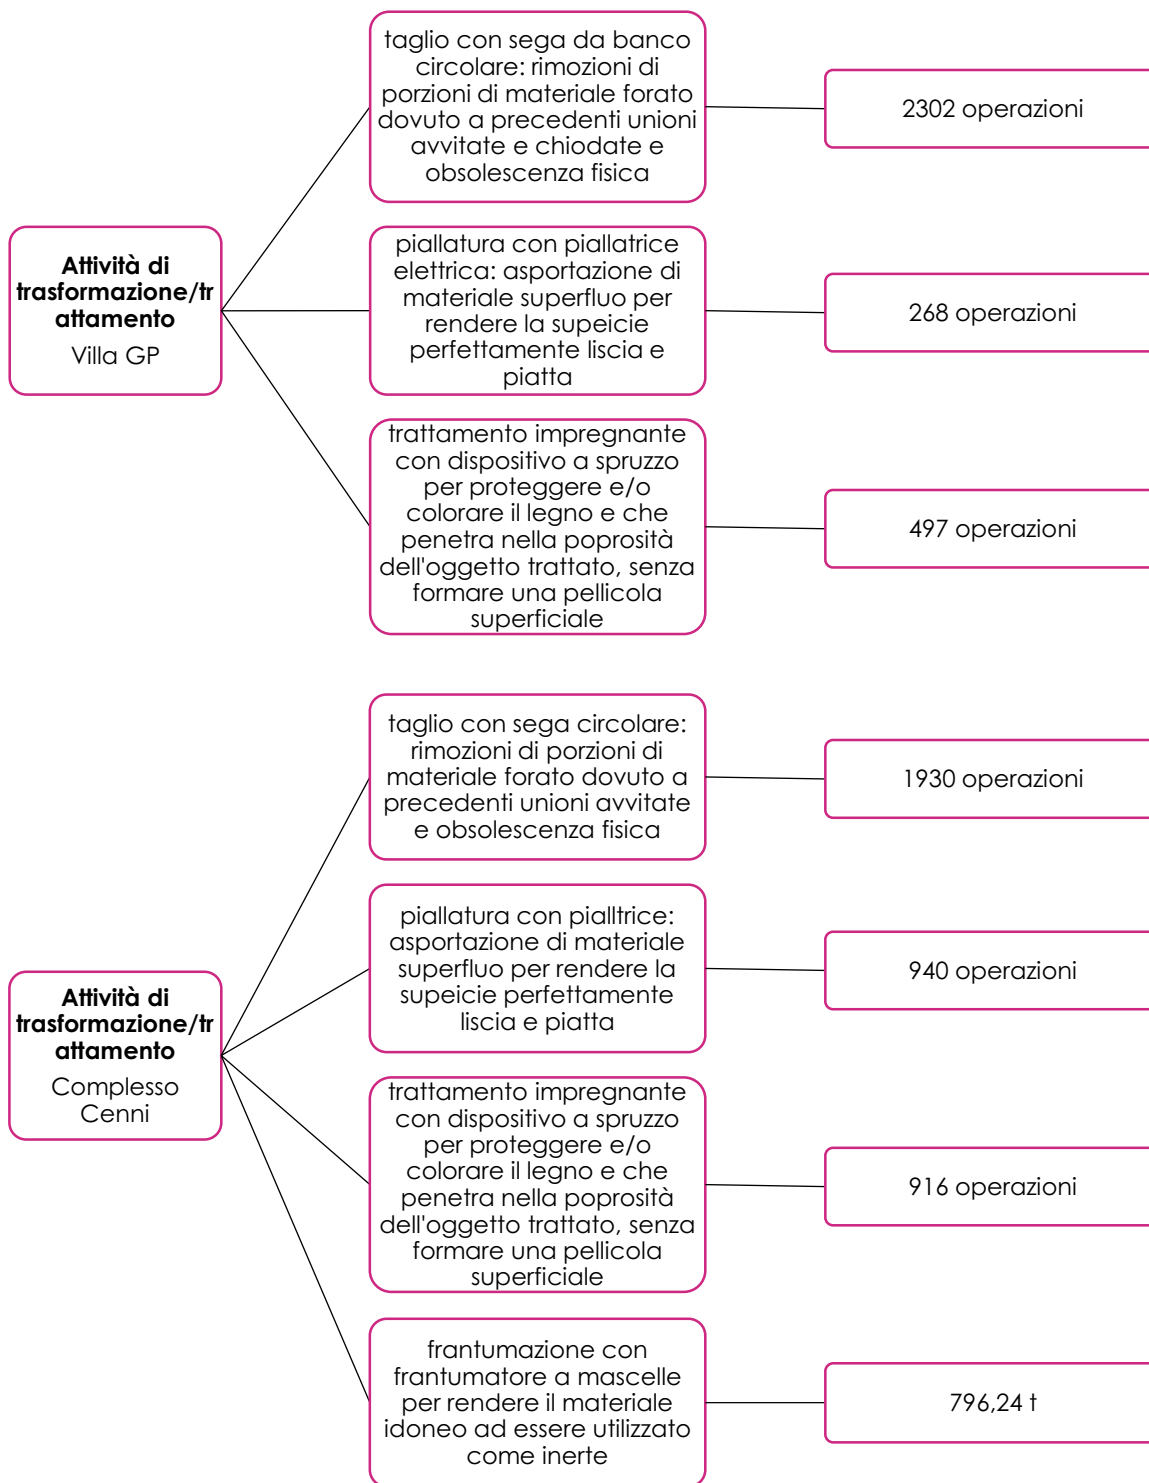 taglio con sega da banco
circolare: rimozioni di
porzioni di materiale forato
dovuto a precedenti unioni
avvitate e chiodate e
obsolescenza fisica
2302 operazioni
Attività di
trasformazione/tr
attamento
Villa GP
piallatura con piallatrice
elettrica: asportazione di
materiale superfluo per
rendere la supeicie
perfettamente liscia e
piatta
268 operazioni
trattamento impregnante
con dispositivo a spruzzo
per proteggere e/o
colorare il legno e che
penetra nella poprosità
dell'oggetto trattato, senza
formare una pellicola
superficiale
497 operazioni
taglio con sega circolare:
rimozioni di porzioni di
materiale forato dovuto a
precedenti unioni avvitate
e obsolescenza fisica
1930 operazioni
Attività di
trasformazione/tr
attamento
Complesso
Cenni
piallatura con pialltrice:
asportazione di materiale
superfluo per rendere la
supeicie perfettamente
liscia e piatta
940 operazioni
trattamento impregnante
con dispositivo a spruzzo
per proteggere e/o
colorare il legno e che
penetra nella poprosità
dell'oggetto trattato, senza
formare una pellicola
superficiale
916 operazioni
frantumazione con
frantumatore a mascelle
per rendere il materiale
idoneo ad essere utilizzato
come inerte
796,24 t